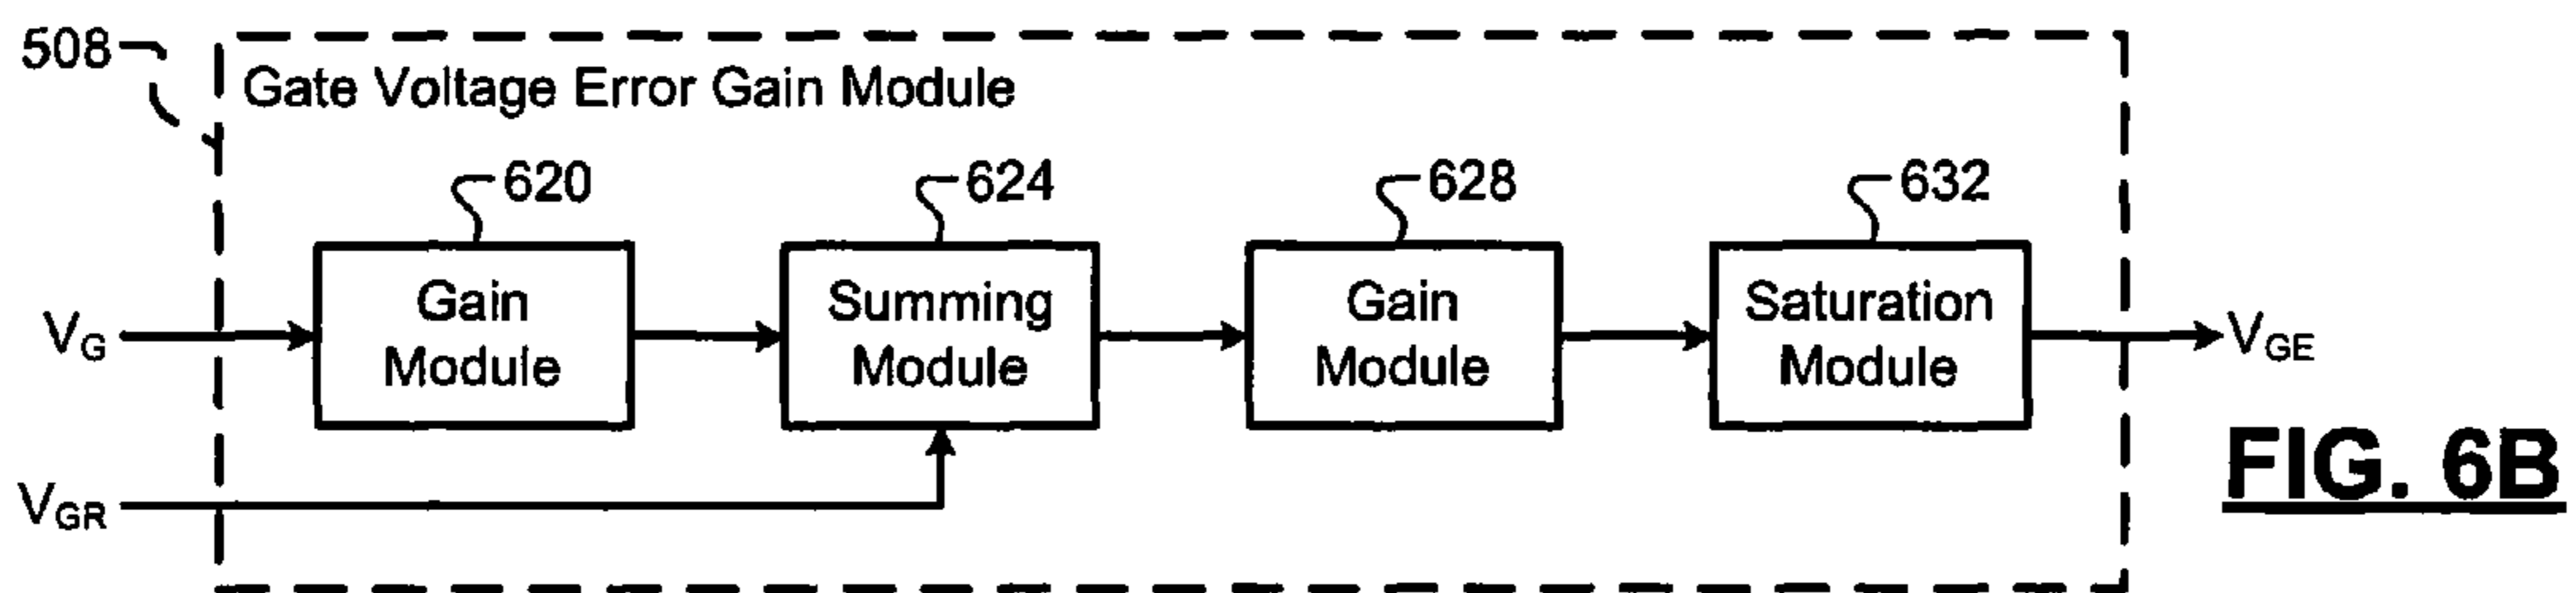 508
Gate Voltage Error Gain Module
620
624
628
632
Gain
Module
Summing
Module
Gain
Module
Saturation
Module
VG
VGE
VGR
FIG. 6B